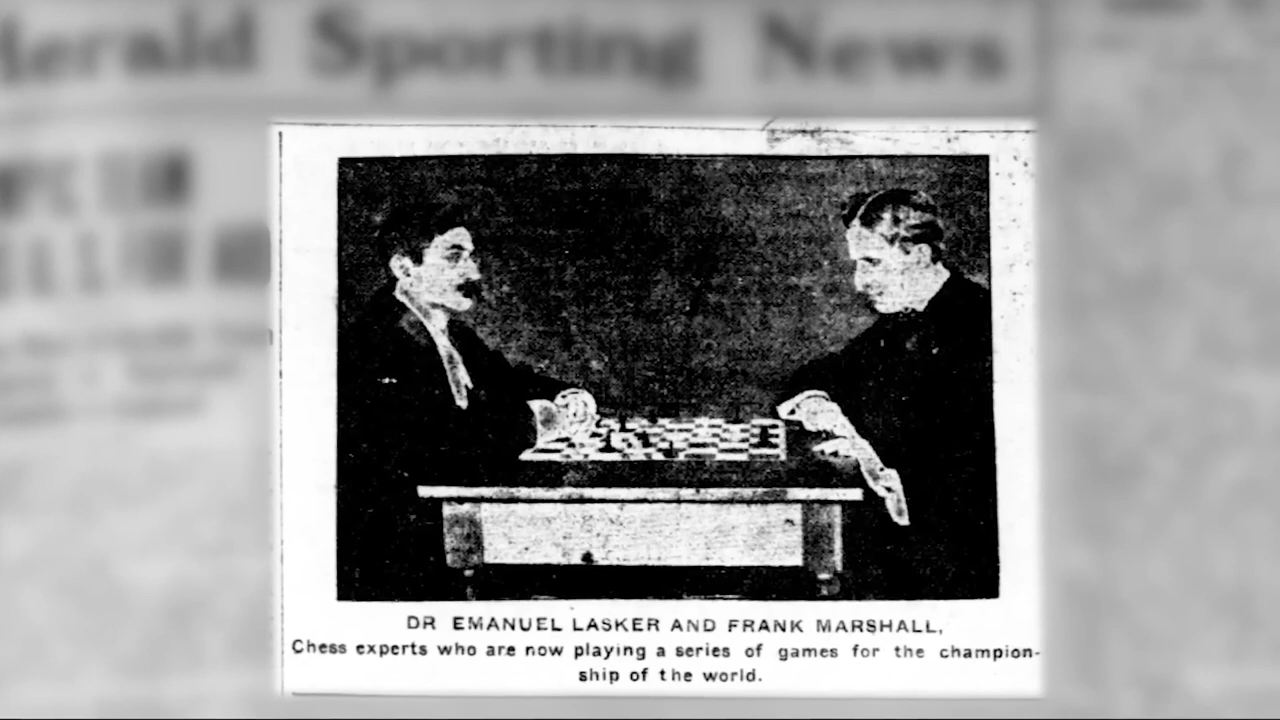 Herald Sporting News
DR EMANUEL LASKER AND FRANK MARSHALL,
Chess experts who are now playing a series of games for the champion-
ship of the world.